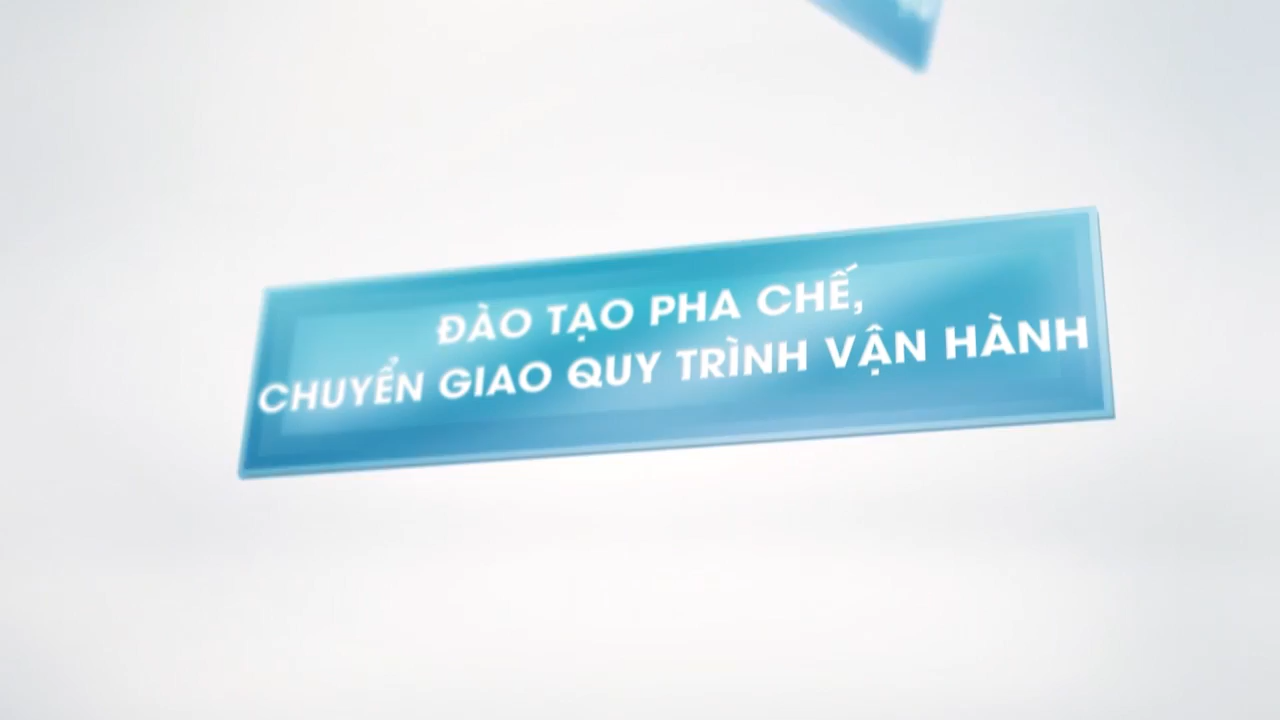 ĐÀO TẠO PHA CHẾ,
CHUYỂN GIAO QUY TRÌNH VẬN HÀNH